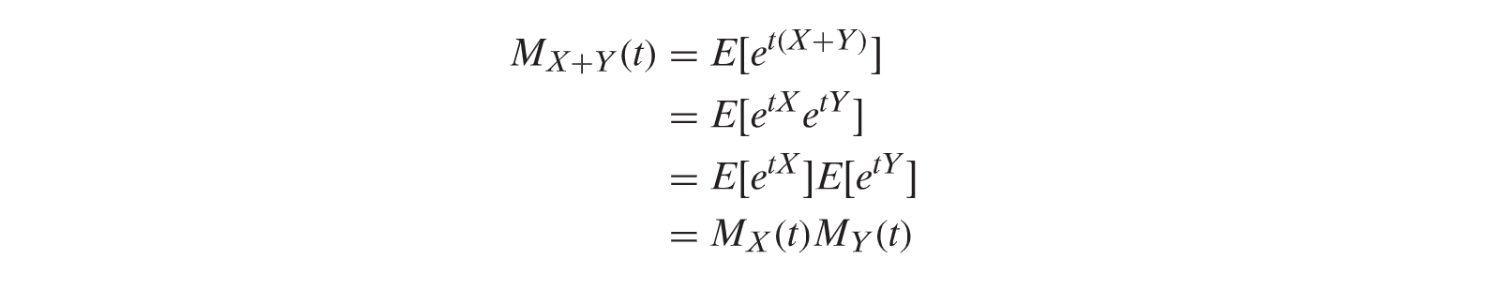 M_{X+Y}(t) = E[e^{t(X+Y)}]
= E[e^{tX} e^{tY}]
= E[e^{tX}]E[e^{tY}]
= M_X(t)M_Y(t)